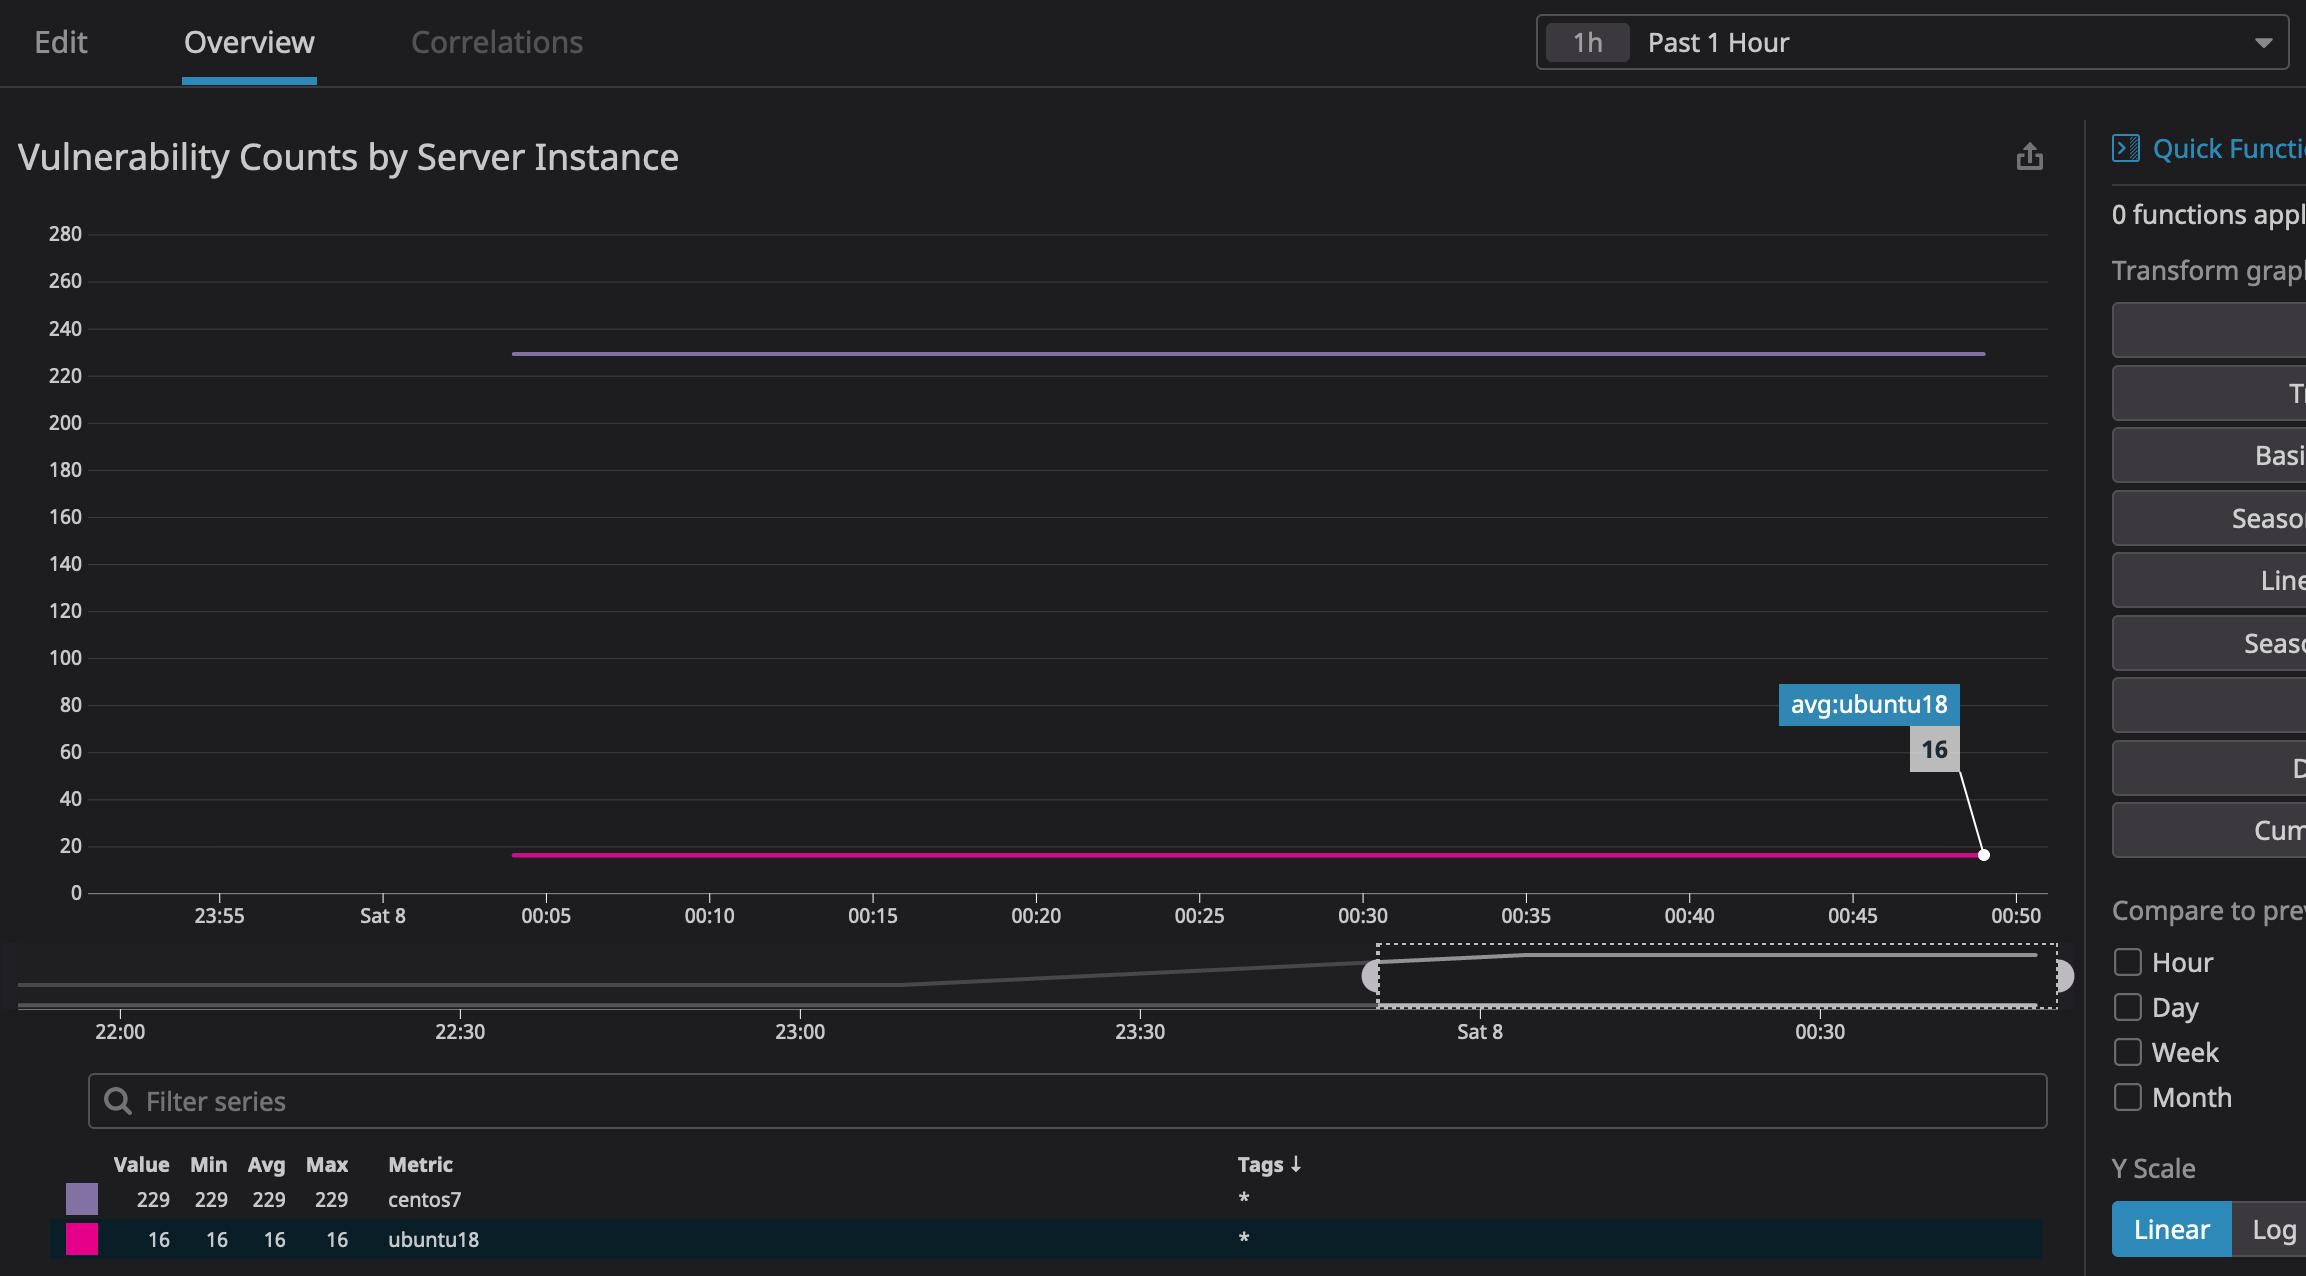 Edit Overview Correlations 1h Past 1 Hour
Vulnerability Counts by Server Instance
280
260
240
220
200
180
160
140
120
100
80
60
40
20
0
avg:ubuntu18
16
23:55 Sat 8 00:05 00:10 00:15 00:20 00:25 00:30 00:35 00:40 00:45 00:50
22:00 22:30 23:00 23:30 Sat 8 00:30
Filter series
Value Min Avg Max Metric Tags ↓
229 229 229 229 centos7 *
16 16 16 16 ubuntu18 *
Quick Functi
0 functions appl
Transform grap
T
Basi
Seaso
Line
Seas
D
Cum
Compare to pre
Hour
Day
Week
Month
Y Scale
Linear Log